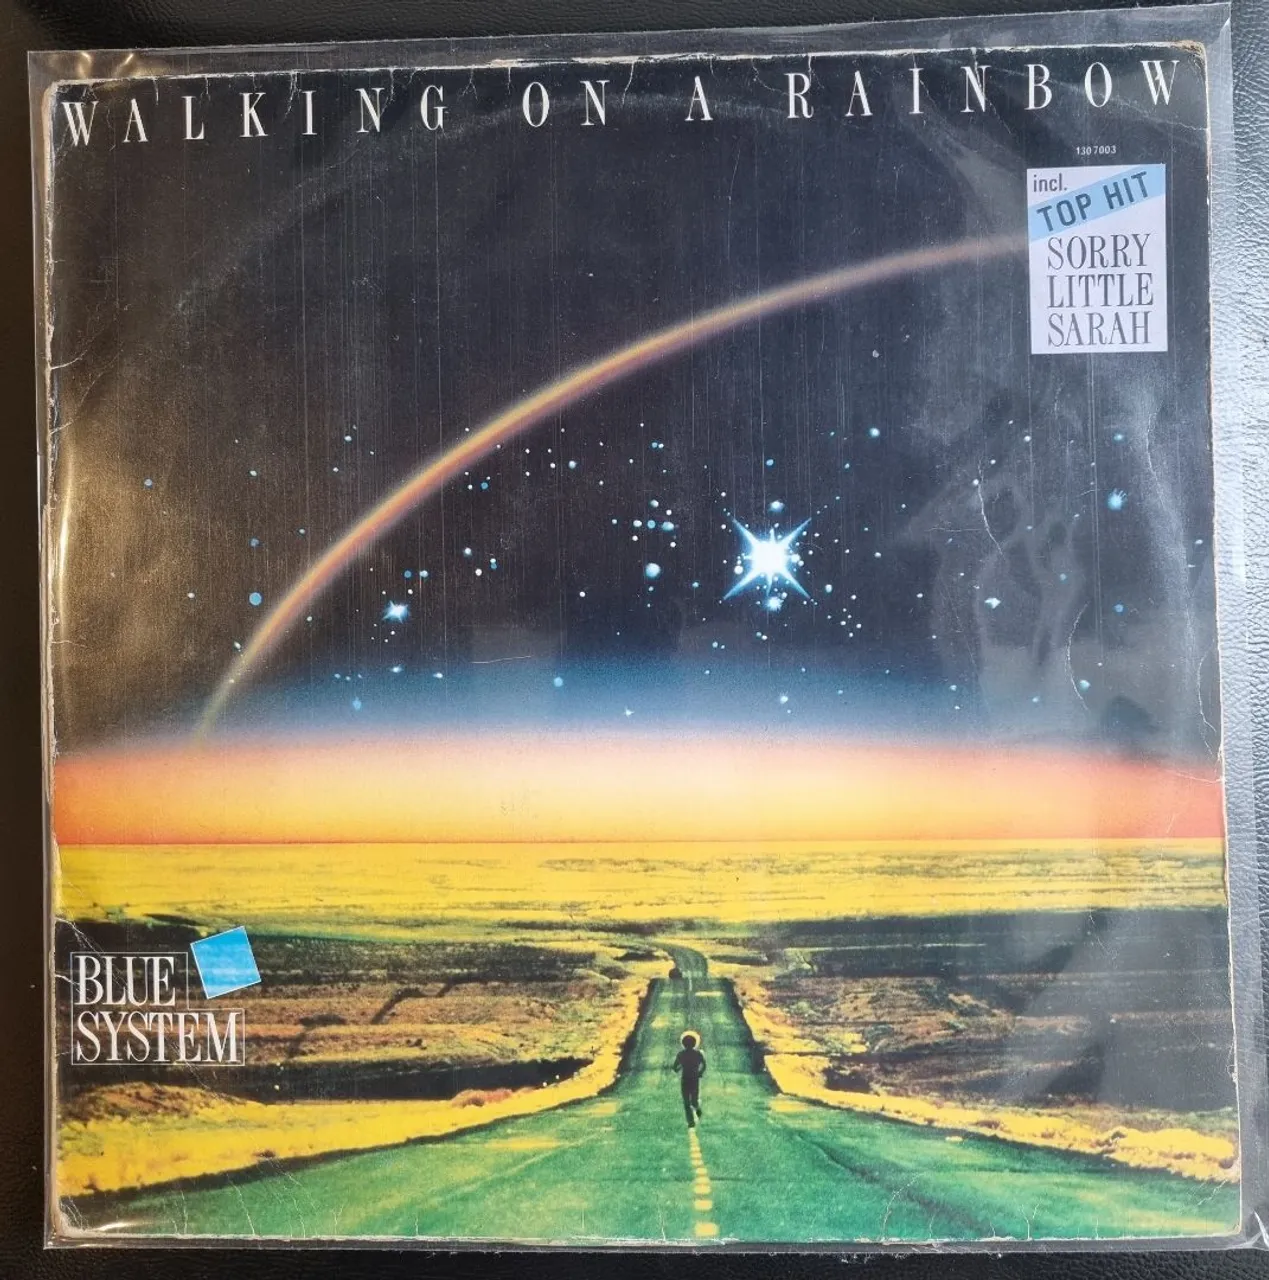 WALKING ON A RAINBOW
130 7003
incl.
TOP HIT
SORRY
LITTLE
SARAH
BLUE
SYSTEM